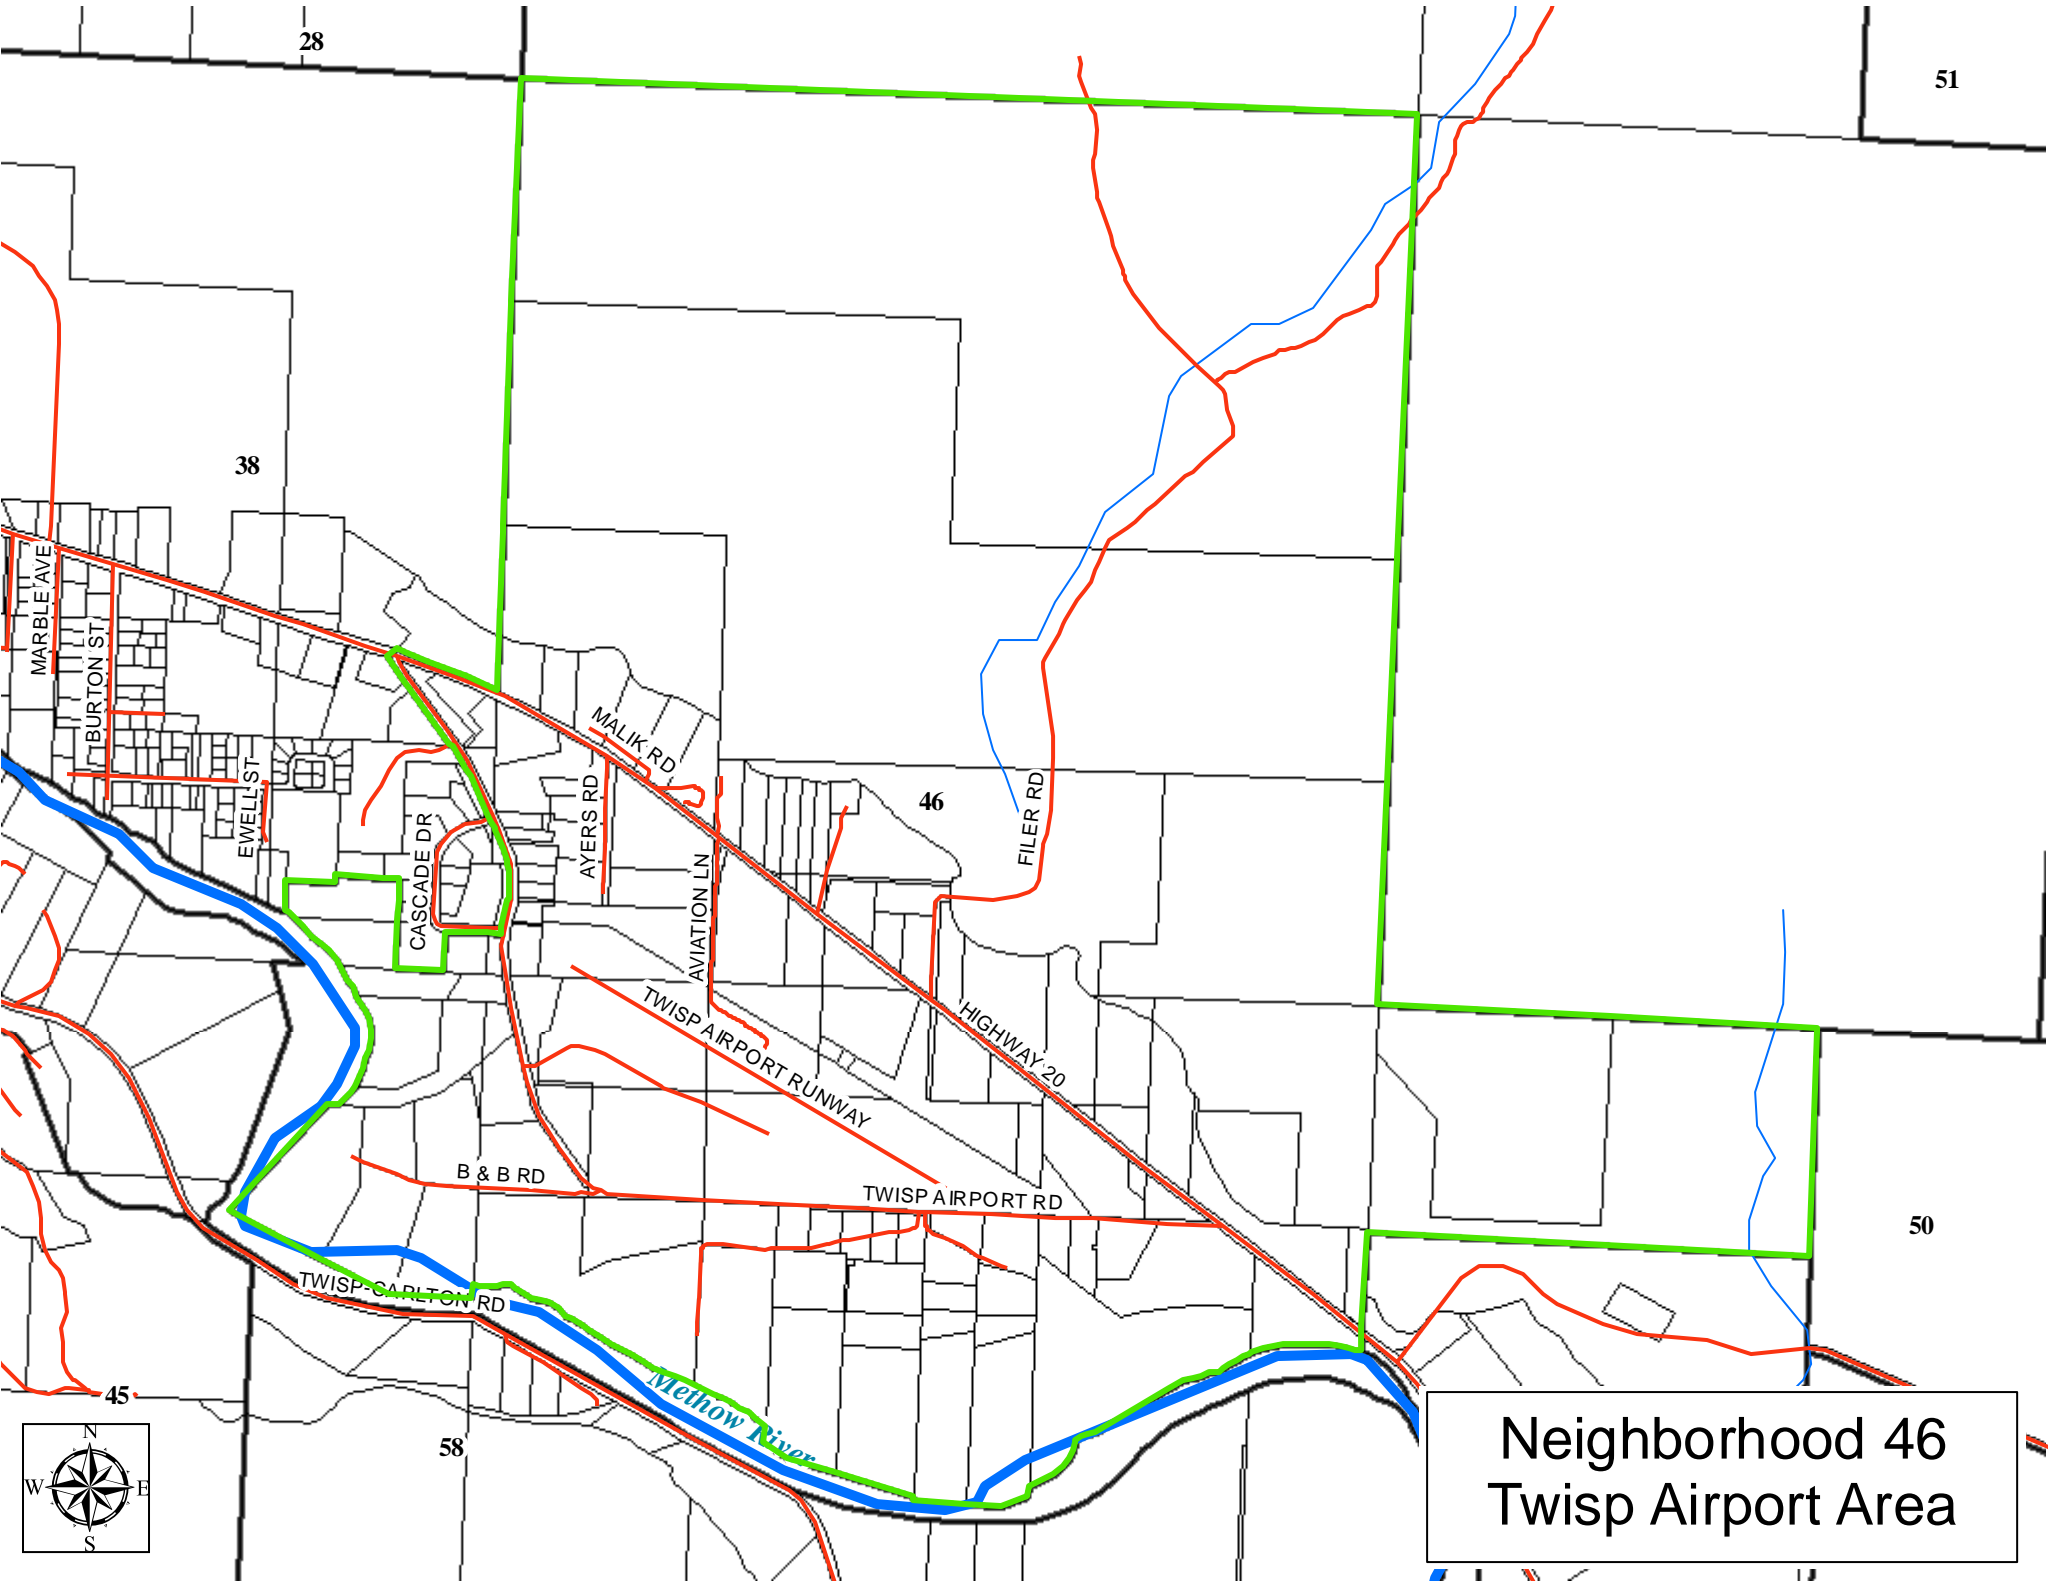 28
51
38
MARBLE AVE
BURTON ST
EWELL ST
CASCADE DR
MALIK RD
AYERS RD
AVIATION LN
46
FILER RD
TWISP AIRPORT RUNWAY
HIGHWAY 20
B & B RD
TWISP AIRPORT RD
50
TWISP-CARLTON RD
Methow River
45
58
N
W E
S
Neighborhood 46
Twisp Airport Area